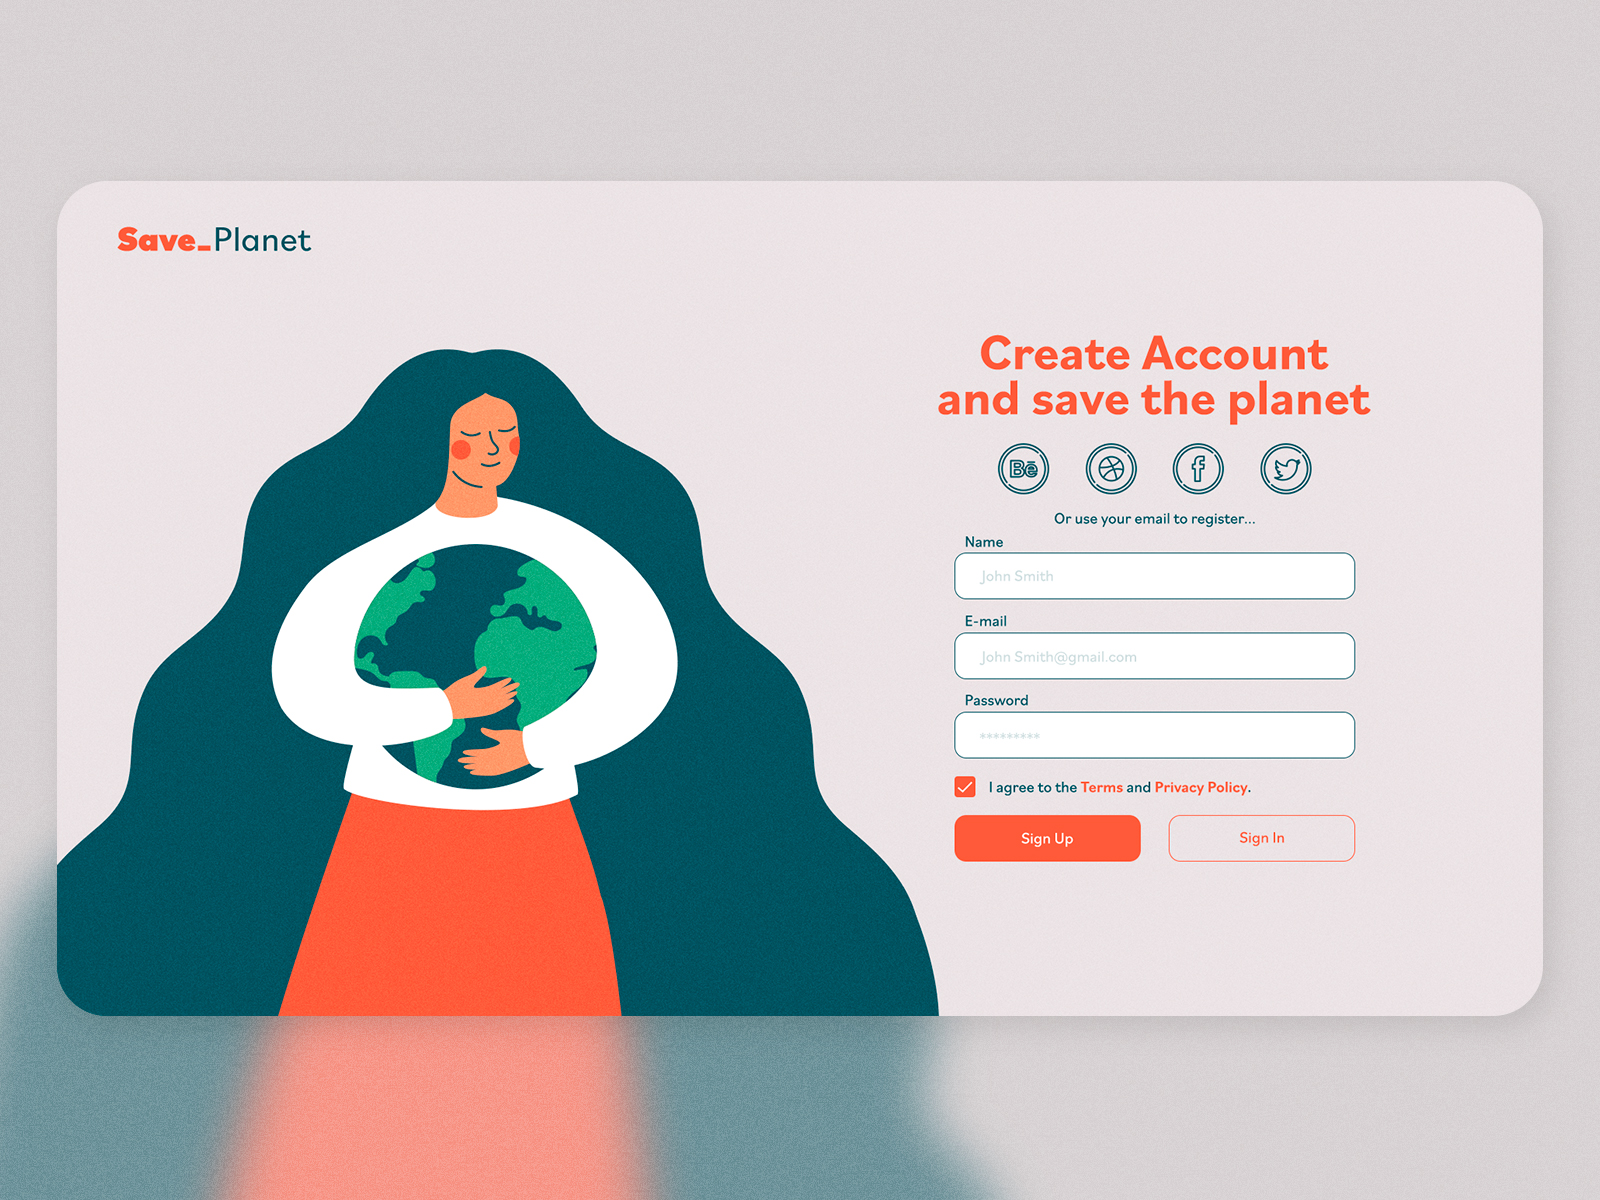 Save_Planet
Create Account
and save the planet
Bē
Or use your email to register...
Name
John Smith
E-mail
John Smith@gmail.com
Password
*********
I agree to the Terms and Privacy Policy.
Sign Up
Sign In